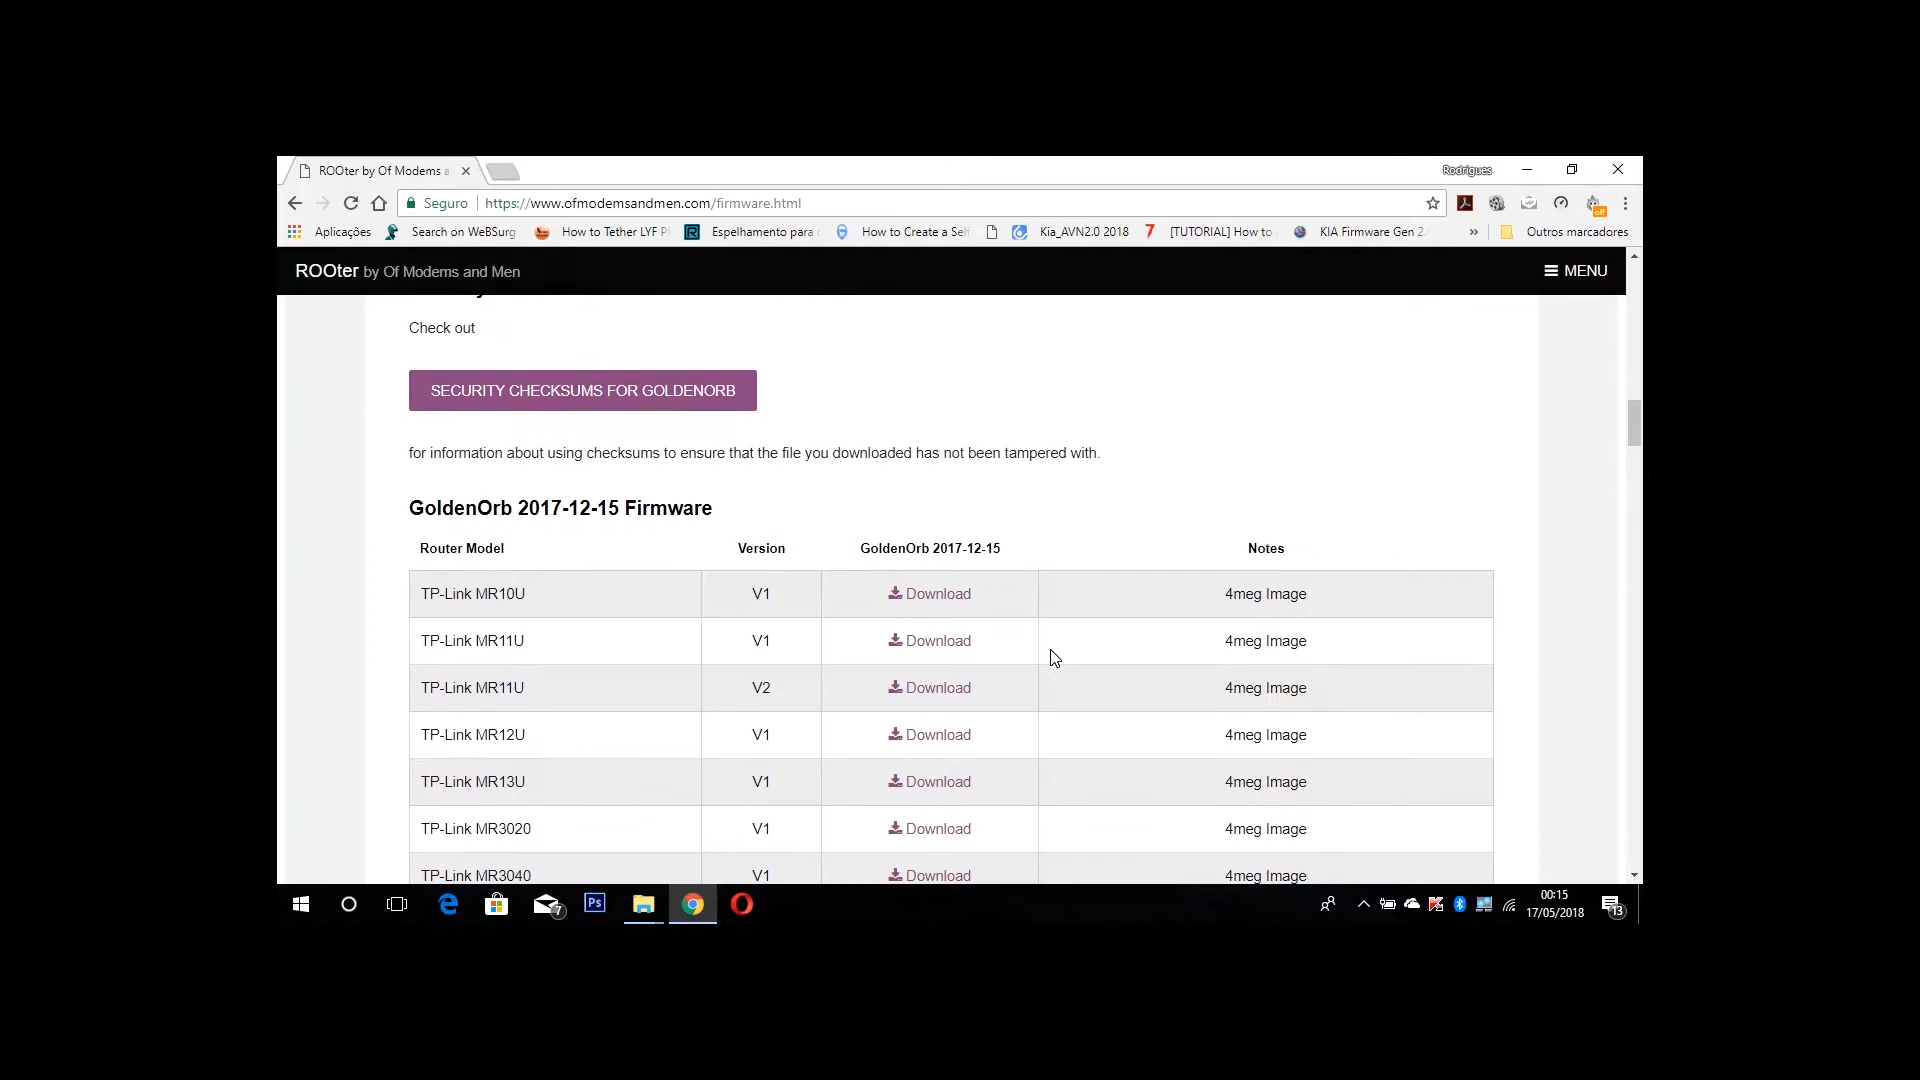 ROOter by Of Modems a
Rodrigues
Seguro https://www.ofmodemsandmen.com/firmware.html
off
Aplicações Search on WeBSurg How to Tether LYF P Espelhamento para How to Create a Self Kia_AVN2.0 2018 7 [TUTORIAL] How to KIA Firmware Gen 2. » Outros marcadores
ROOter by Of Modems and Men MENU
Check out
SECURITY CHECKSUMS FOR GOLDENORB
for information about using checksums to ensure that the file you downloaded has not been tampered with.
GoldenOrb 2017-12-15 Firmware
Router Model Version GoldenOrb 2017-12-15 Notes
TP-Link MR10U V1 Download 4meg Image
TP-Link MR11U V1 Download 4meg Image
TP-Link MR11U V2 Download 4meg Image
TP-Link MR12U V1 Download 4meg Image
TP-Link MR13U V1 Download 4meg Image
TP-Link MR3020 V1 Download 4meg Image
TP-Link MR3040 V1 Download 4meg Image
7 Ps 00:15
17/05/2018 13